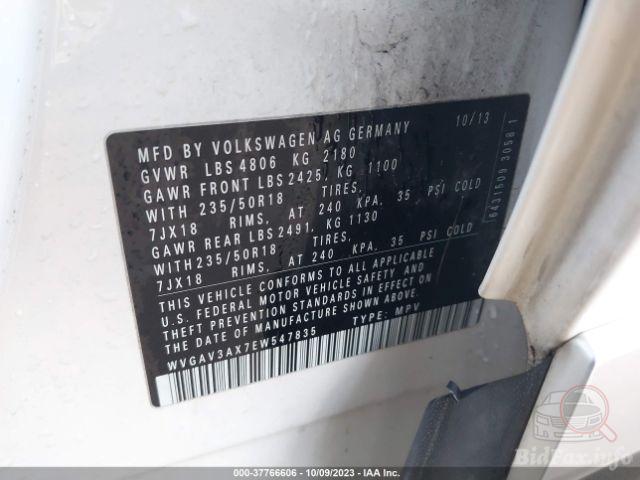 MFD BY VOLKSWAGEN AG GERMANY 10/13
GVWR LBS 4806 KG 2180
GAWR FRONT LBS 2425, KG 1100
WITH 235/50R18 TIRES,
7JX18 RIMS, AT 240 KPA, 35 PSI COLD
GAWR REAR LBS 2491, KG 1130
WITH 235/50R18 TIRES,
7JX18 RIMS, AT 240 KPA, 35 PSI COLD
THIS VEHICLE CONFORMS TO ALL APPLICABLE
U.S. FEDERAL MOTOR VEHICLE SAFETY AND
THEFT PREVENTION STANDARDS IN EFFECT ON
THE DATE OF MANUFACTURE SHOWN ABOVE.
WVGAV3AX7EW547835 TYPE: MPV
6431509 3058 1
000-37766606 - 10/09/2023 - IAA Inc.
BidFax.info